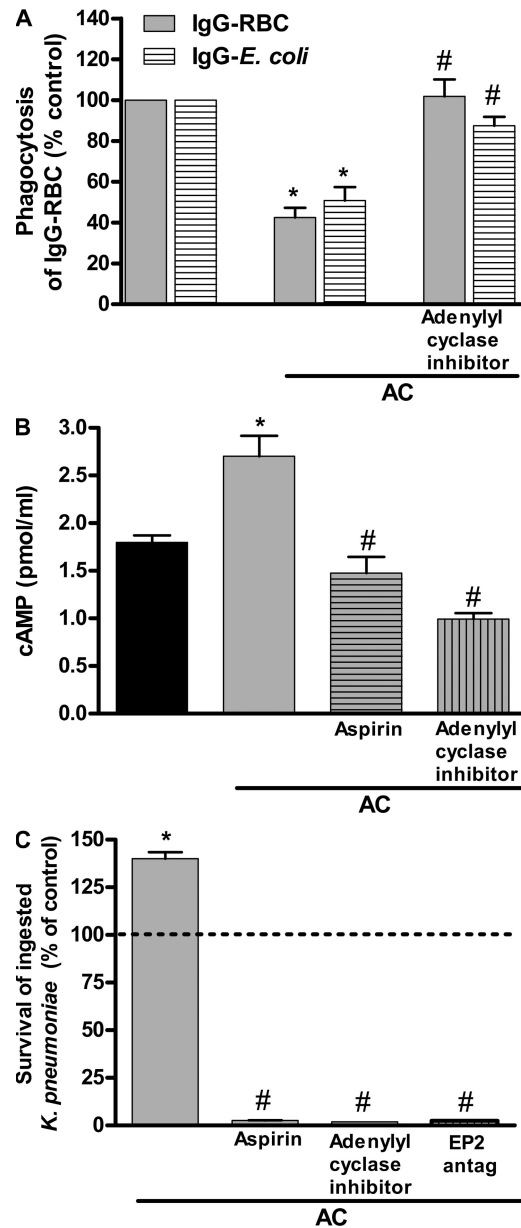 A
Phagocytosis
of IgG-RBC (% control)
140
120
100
80
60
40
20
0
IgG-RBC
IgG-E. coli
*
*
#
#
Adenylyl
cyclase
inhibitor
AC
B
cAMP (pmol/ml)
3.0
2.5
2.0
1.5
1.0
0.5
0.0
*
#
#
Aspirin
Adenylyl
cyclase
inhibitor
AC
C
Survival of ingested
K. pneumoniae (% of control)
150
125
100
75
50
25
0
*
#
#
#
Aspirin
Adenylyl
cyclase
inhibitor
EP2
antag
AC